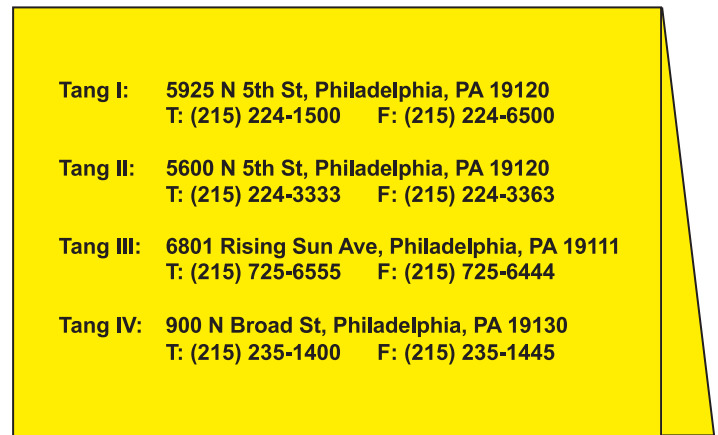 Tang I: 5925 N 5th St, Philadelphia, PA 19120
T: (215) 224-1500 F: (215) 224-6500
Tang II: 5600 N 5th St, Philadelphia, PA 19120
T: (215) 224-3333 F: (215) 224-3363
Tang III: 6801 Rising Sun Ave, Philadelphia, PA 19111
T: (215) 725-6555 F: (215) 725-6444
Tang IV: 900 N Broad St, Philadelphia, PA 19130
T: (215) 235-1400 F: (215) 235-1445